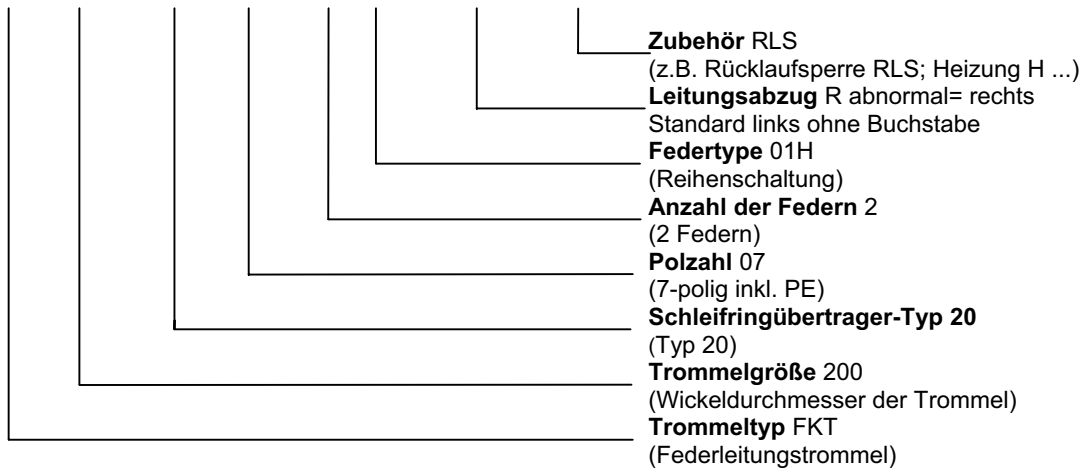 Zubehör RLS
(z.B. Rücklaufsperre RLS; Heizung H ...)
Leitungsabzug R abnormal= rechts
Standard links ohne Buchstabe
Federtype 01H
(Reihenschaltung)
Anzahl der Federn 2
(2 Federn)
Polzahl 07
(7-polig inkl. PE)
Schleifringübertrager-Typ 20
(Typ 20)
Trommelgröße 200
(Wickeldurchmesser der Trommel)
Trommeltyp FKT
(Federleitungstrommel)